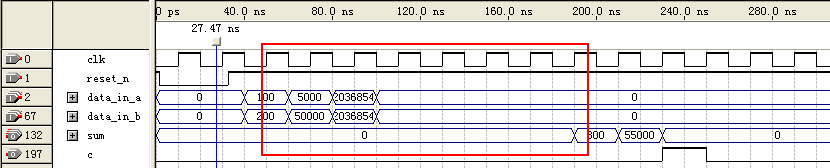 0 ps 40.0 ns 80.0 ns 120.0 ns 160.0 ns 200.0 ns 240.0 ns 280.0 ns
27.47 ns
0 clk
1 reset_n
2 data_in_a 0 100 5000 2036854 0
67 data_in_b 0 200 50000 2036854 0
132 sum 0 300 55000 0
197 c